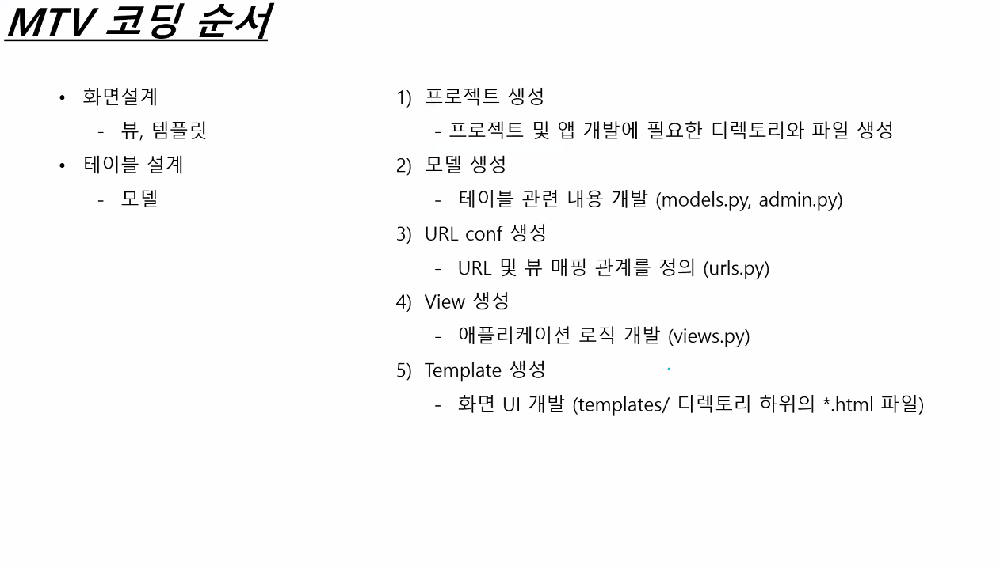 MTV 코딩 순서
• 화면설계
- 뷰, 템플릿
• 테이블 설계
- 모델
1) 프로젝트 생성
- 프로젝트 및 앱 개발에 필요한 디렉토리와 파일 생성
2) 모델 생성
- 테이블 관련 내용 개발 (models.py, admin.py)
3) URL conf 생성
- URL 및 뷰 매핑 관계를 정의 (urls.py)
4) View 생성
- 애플리케이션 로직 개발 (views.py)
5) Template 생성
- 화면 UI 개발 (templates/ 디렉토리 하위의 *.html 파일)